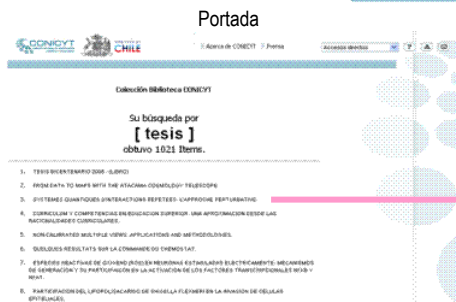 Portada
CONICYT
CHILE
Acerca de CONICYT Prensa
Accesos directos
?
A
Colección Biblioteca CONICYT
Su búsqueda por
[ tesis ]
obtuvo 1021 Items.
1. TESIS BICENTENARIO 2005 -(LIBRO)
2. FROM DATA TO MAPS WITH THE ATACAMA COSMOLOGY TELESCOPE
3. SYSTEMES QUANTIQUES D'INTERACTIONS REPETEES: L'APPROCHE PERTURBATIVE
4. CURRICULUM Y COMPETENCIAS EN EDUCACION SUPERIOR. UNA APROXIMACION DESDE LAS
RACIONALIDADES CURRICULARES.
5. NON-CALIBRATED MULTIPLE VIEWS: APPLICATIONS AND METHODOLOGIES.
6. QUELQUES RESULTATS SUR LA COMMANDE DU CHEMOSTAT.
7. ESPECIES REACTIVAS DE OXIGENO (ROS) EN NEURONAS ESTIMULADAS ELECTRICAMENTE: MECANISMOS
DE GENERACION Y SU PARTICIPACION EN LA ACTIVACION DE LOS FACTORES TRANSCRIPCIONALES
8. PARTICIPACION DEL LIPOPOLISACARIDO DE SHIGELLA FLEXNERI EN LA INVASION DE CELULAS
EPITELIALES.